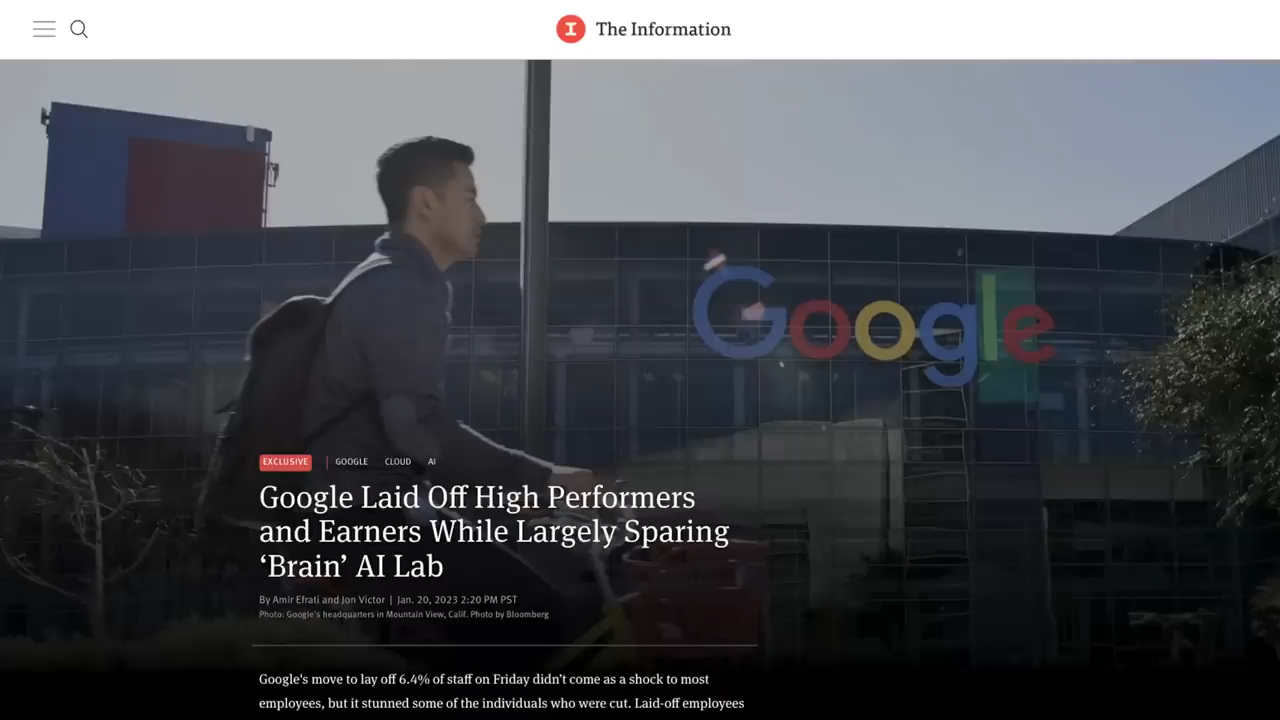 The Information
Google
EXCLUSIVE | GOOGLE CLOUD AI
Google Laid Off High Performers
and Earners While Largely Sparing
‘Brain’ AI Lab
By Amir Efrati and Jon Victor | Jan. 20, 2023 2:20 PM PST
Photo: Google's headquarters in Mountain View, Calif. Photo by Bloomberg
Google's move to lay off 6.4% of staff on Friday didn’t come as a shock to most
employees, but it stunned some of the individuals who were cut. Laid-off employees